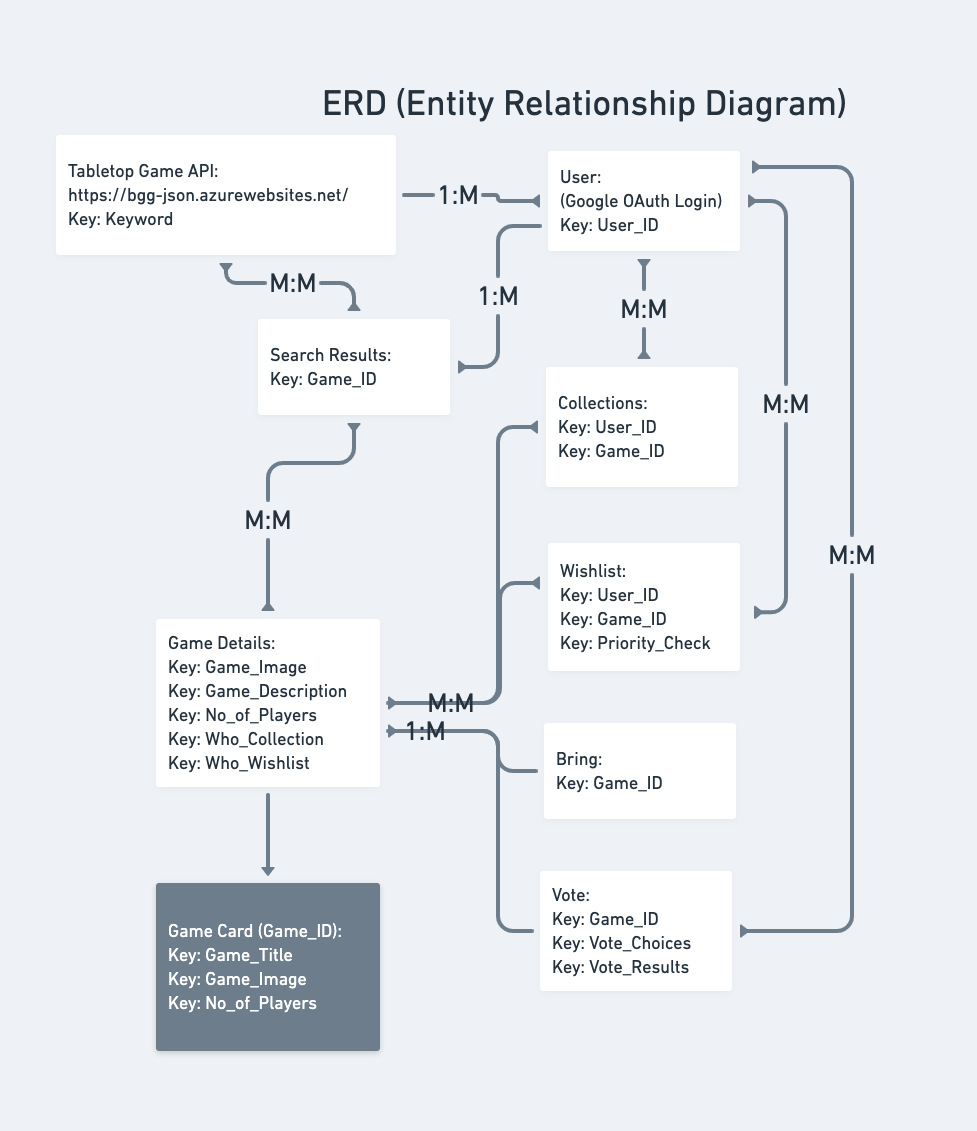 ERD (Entity Relationship Diagram)
Tabletop Game API:
https://bgg-json.azurewebsites.net/
Key: Keyword
1:M
User:
(Google OAuth Login)
Key: User_ID
M:M
1:M
M:M
Search Results:
Key: Game_ID
Collections:
Key: User_ID
Key: Game_ID
M:M
M:M
M:M
Wishlist:
Key: User_ID
Key: Game_ID
Key: Priority_Check
Game Details:
Key: Game_Image
Key: Game_Description
Key: No_of_Players
Key: Who_Collection
Key: Who_Wishlist
M:M
1:M
Bring:
Key: Game_ID
Game Card (Game_ID):
Key: Game_Title
Key: Game_Image
Key: No_of_Players
Vote:
Key: Game_ID
Key: Vote_Choices
Key: Vote_Results